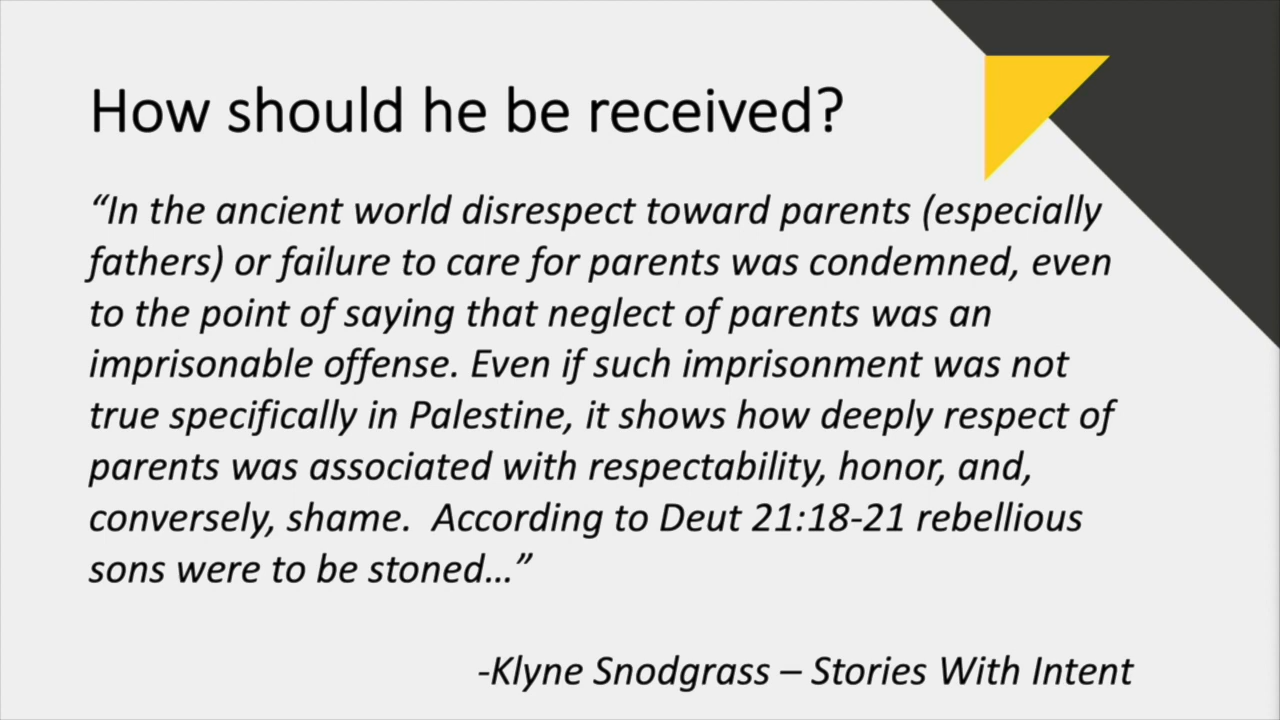 How should he be received?
“In the ancient world disrespect toward parents (especially
fathers) or failure to care for parents was condemned, even
to the point of saying that neglect of parents was an
imprisonable offense. Even if such imprisonment was not
true specifically in Palestine, it shows how deeply respect of
parents was associated with respectability, honor, and,
conversely, shame.  According to Deut 21:18-21 rebellious
sons were to be stoned…”
-Klyne Snodgrass – Stories With Intent